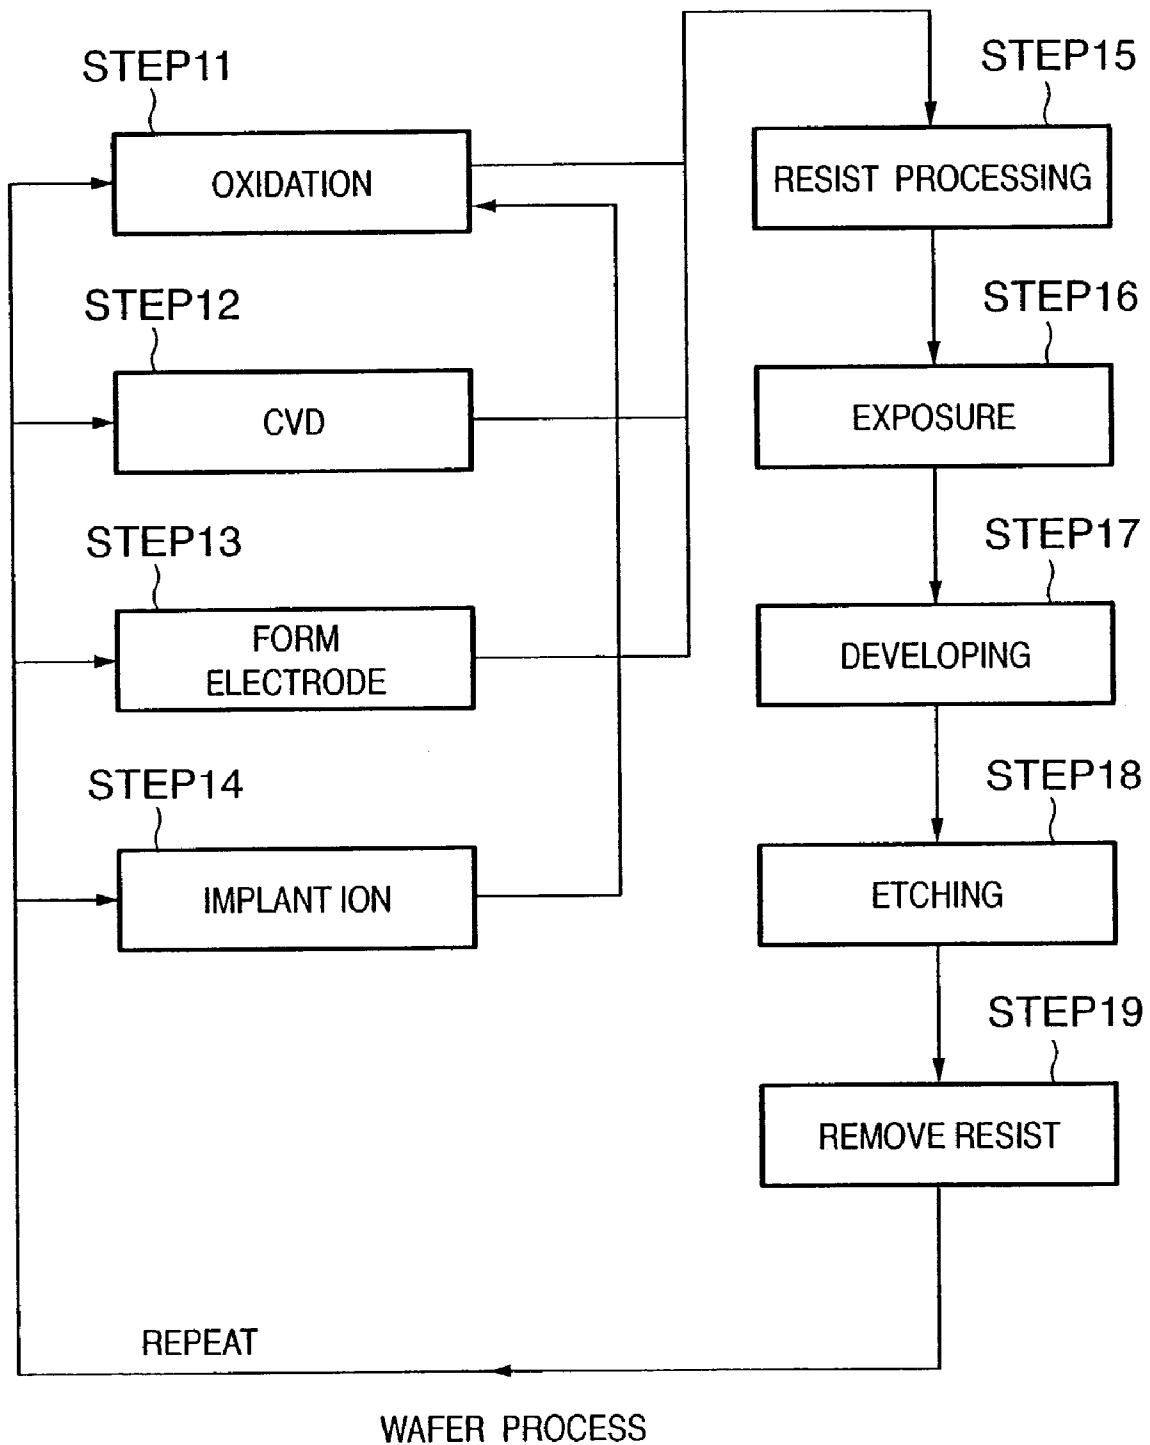 STEP11
OXIDATION
STEP12
CVD
STEP13
FORM
ELECTRODE
STEP14
IMPLANT ION
STEP15
RESIST PROCESSING
STEP16
EXPOSURE
STEP17
DEVELOPING
STEP18
ETCHING
STEP19
REMOVE RESIST
REPEAT
WAFER PROCESS